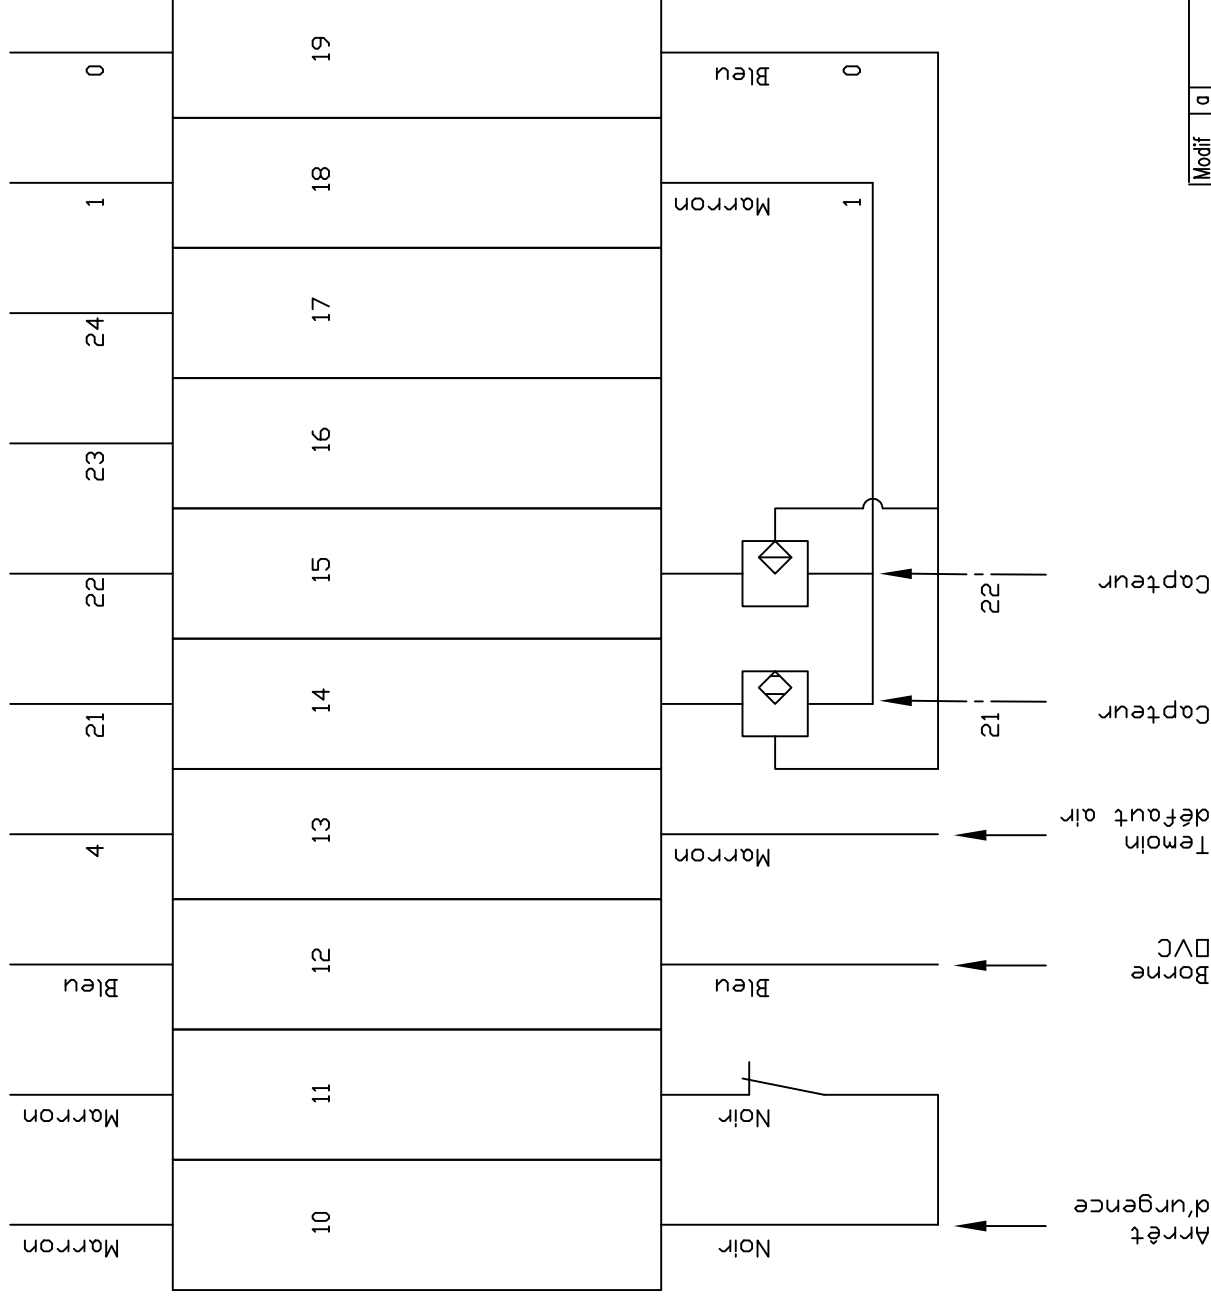 0
19
Bleu
0
1
18
Marron
1
24
17
23
16
22
15
22
Capteur
21
14
21
Capteur
4
13
Marron
Temoin
défaut air
Bleu
12
Bleu
Borne
0VC
Marron
11
Noir
Marron
10
Noir
Arrêt
d'urgence
Modif
a